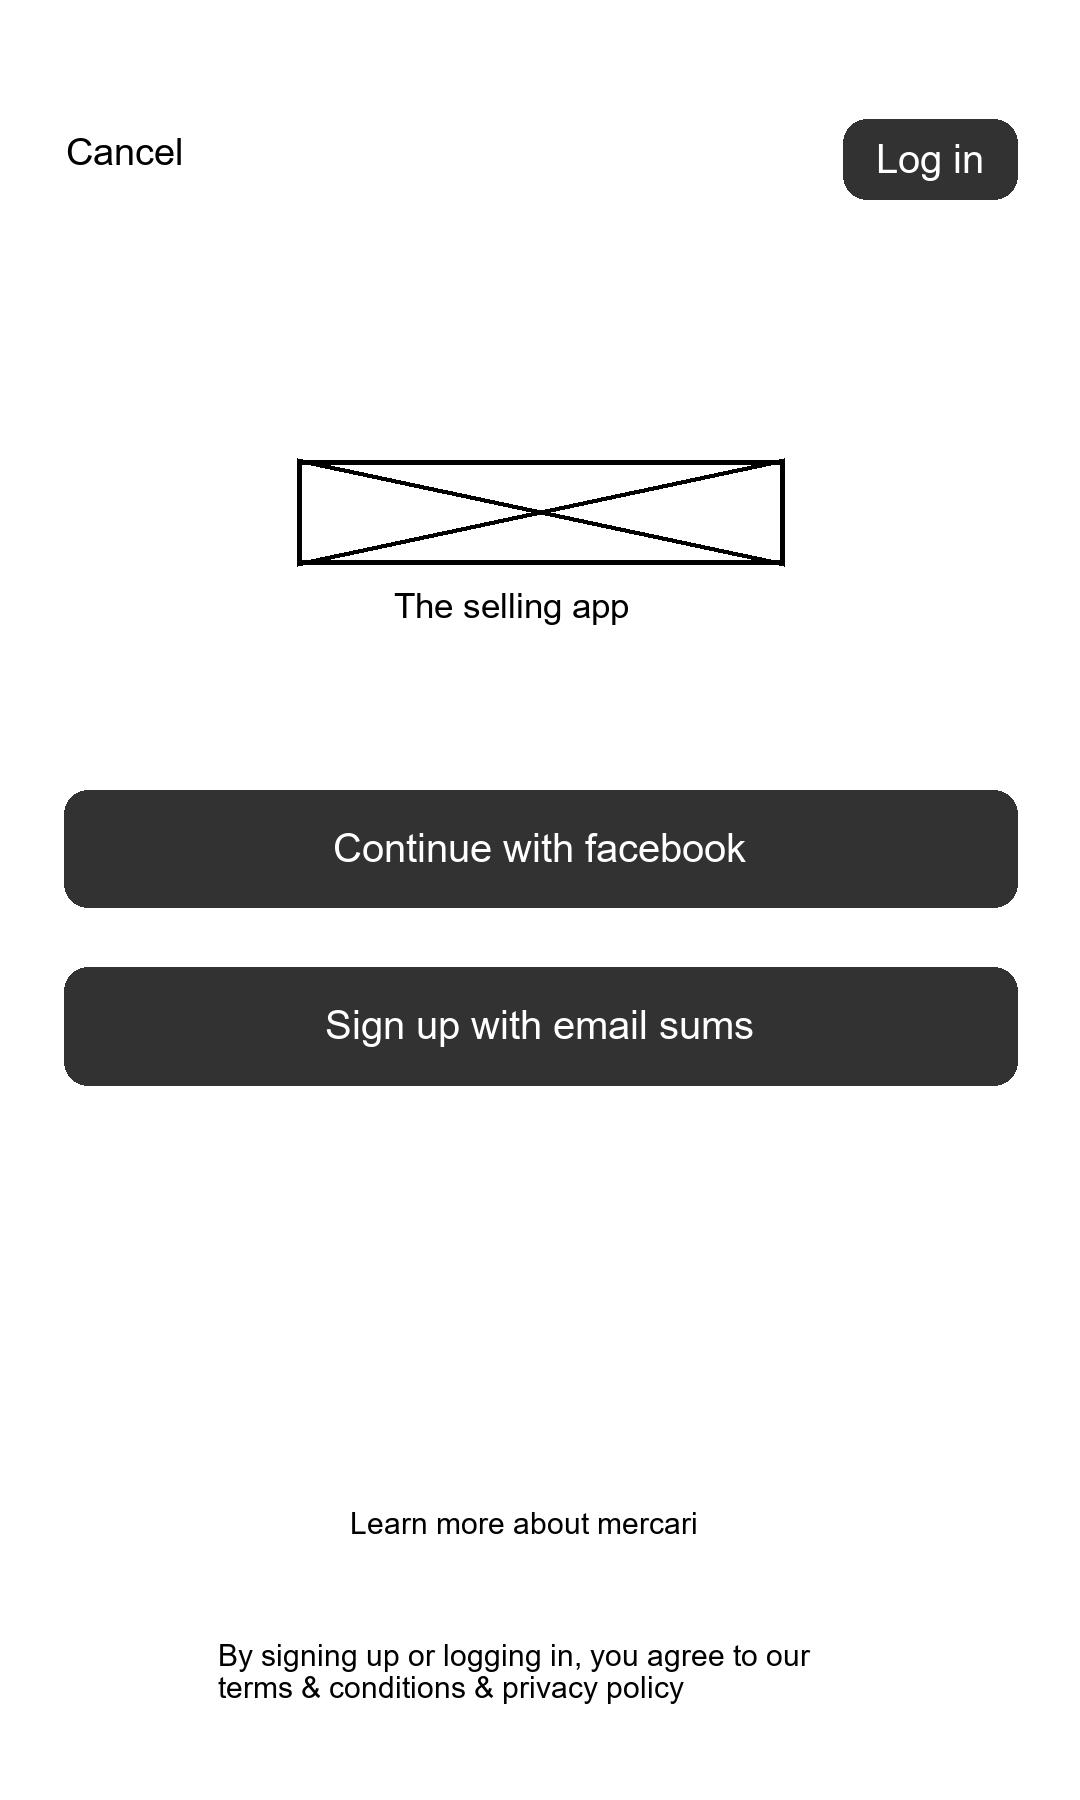 Cancel
Log in
The selling app
Continue with facebook
Sign up with email sums
Learn more about mercari
By signing up or logging in, you agree to our
terms & conditions & privacy policy